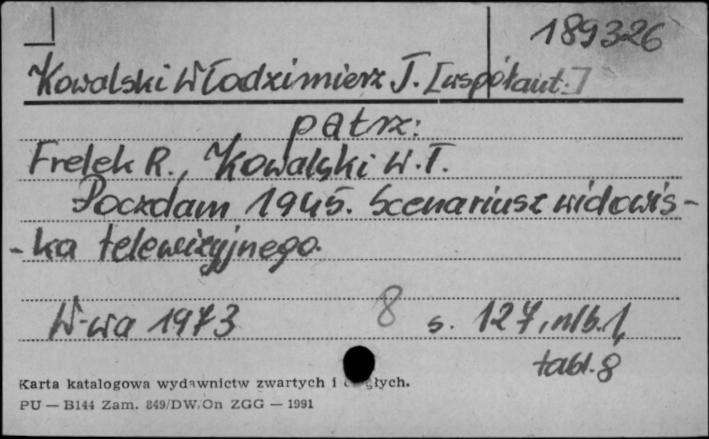 189326
Kowalski Włodzimierz T. [współaut.]
patrz:
Frelek R., Kowalski W.T.
Poczdam 1945. Scenariusz widowis-
-ka telewizyjnego.
W-wa 1973 8 s. 127, nlb. 1,
tabl. 8
Karta katalogowa wydawnictw zwartych i głych.
PU — B144 Zam. 849/DW/On ZGG — 1991